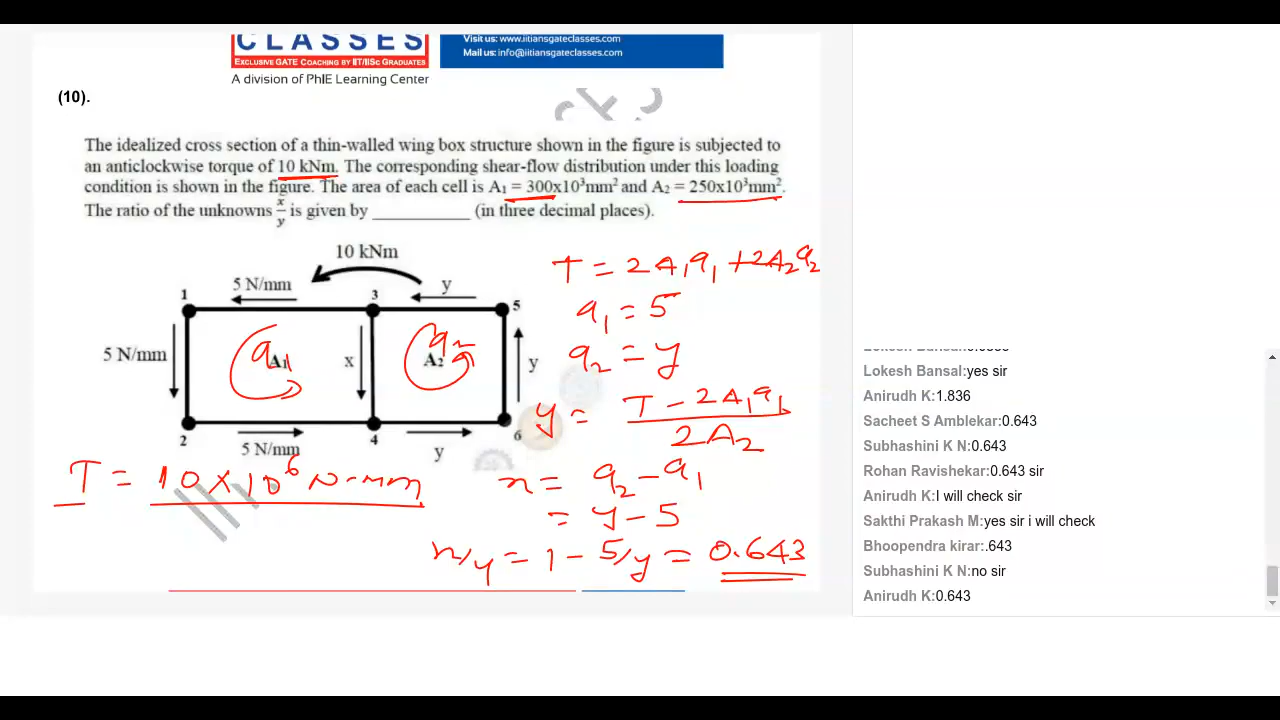 CLASSES
EXCLUSIVE GATE COACHING BY IIT/IISc GRADUATES
A division of PhIE Learning Center
Visit us: www.iitiansgateclasses.com
Mail us: info@iitiansgateclasses.com
(10).
The idealized cross section of a thin-walled wing box structure shown in the figure is subjected to
an anticlockwise torque of 10 kNm. The corresponding shear-flow distribution under this loading
condition is shown in the figure. The area of each cell is A₁ = 300x10³mm² and A₂ = 250x10³mm².
The ratio of the unknowns x/y is given by _________ (in three decimal places).
10 kNm
5 N/mm
y
1
3
5
5 N/mm
q₁
A₁
x
q₂
A₂
y
2
5 N/mm
4
y
6
T = 2A₁q₁ + 2A₂q₂
q₁ = 5
q₂ = y
y = T - 2A₁q₁ / 2A₂
T = 10 × 10⁶ N-mm
x = q₂ - q₁
= y - 5
x/y = 1 - 5/y = 0.643
Lokesh Bansal:yes sir
Anirudh K:1.836
Sacheet S Amblekar:0.643
Subhashini K N:0.643
Rohan Ravishekar:0.643 sir
Anirudh K:I will check sir
Sakthi Prakash M:yes sir i will check
Bhoopendra kirar:.643
Subhashini K N:no sir
Anirudh K:0.643